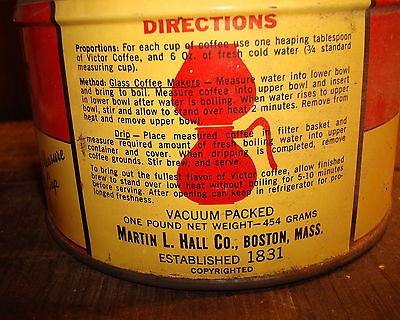 DIRECTIONS
Proportions: For each cup of coffee use one heaping tablespoon
of Victor Coffee, and 6 Oz. of fresh cold water (¾ standard
measuring cup).
Method: Glass Coffee Makers — Measure water into lower bowl
and bring to boil. Measure coffee into upper bowl and insert
in lower bowl after water is boiling. When water rises to upper
bowl, stir and allow to stand over heat 2 minutes. Remove from
heat and remove upper bowl.
Drip — Place measured coffee in filter basket and
measure required amount of fresh boiling water into upper
container and cover. When dripping is completed, remove
coffee grounds. Stir brew, and serve.
To bring out the fullest flavor of Victor coffee, allow finished
brew to stand over low heat without boiling for 5-10 minutes
before serving. After opening can keep in refrigerator for pro-
longed freshness.
VACUUM PACKED
ONE POUND NET WEIGHT—454 GRAMS
MARTIN L. HALL CO., BOSTON, MASS.
ESTABLISHED 1831
COPYRIGHTED